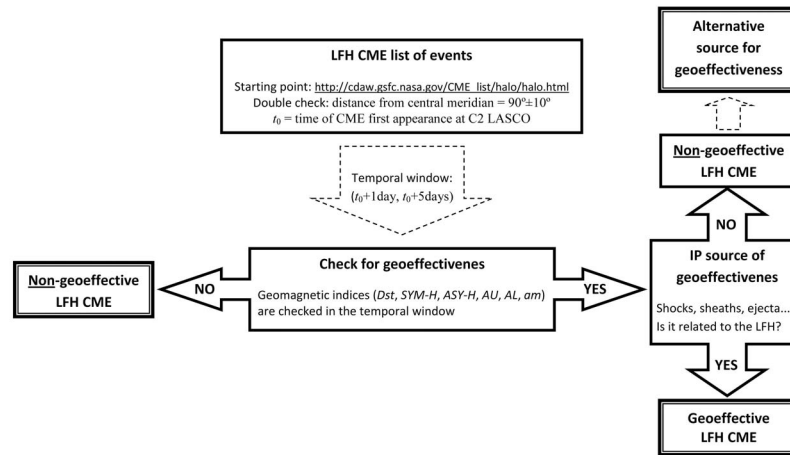 LFH CME list of events
Starting point: http://cdaw.gsfc.nasa.gov/CME_list/halo/halo.html
Double check: distance from central meridian = 90º±10º
t0 = time of CME first appearance at C2 LASCO
Temporal window:
(t0+1day, t0+5days)
Check for geoeffectivenes
Geomagnetic indices (Dst, SYM-H, ASY-H, AU, AL, am)
are checked in the temporal window
NO
Non-geoeffective
LFH CME
YES
IP source of
geoeffectivenes
Shocks, sheaths, ejecta...
Is it related to the LFH?
NO
Non-geoeffective
LFH CME
Alternative
source for
geoeffectiveness
YES
Geoeffective
LFH CME